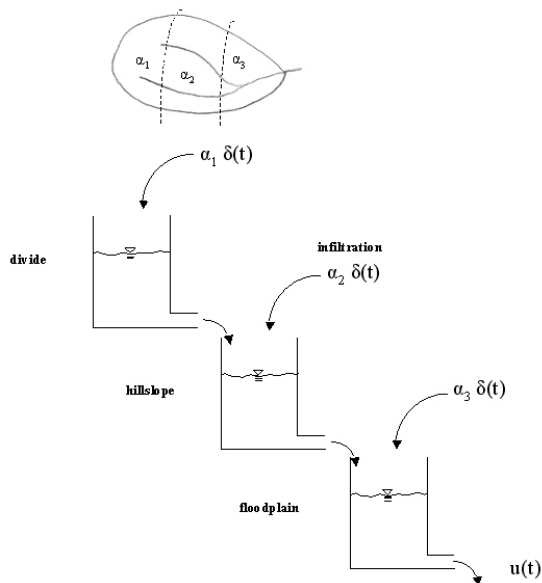 α1 α2 α3
α1 δ(t)
divide
infiltration
α2 δ(t)
hillslope
α3 δ(t)
floodplain
u(t)